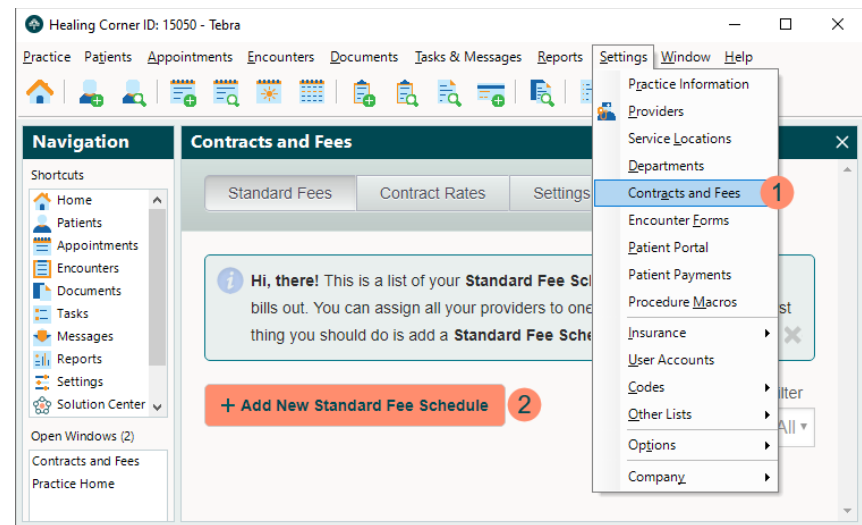 Healing Corner ID: 15050 - Tebra
Practice Patients Appointments Encounters Documents Tasks & Messages Reports Settings Window Help
Navigation
Shortcuts
Home
Patients
Appointments
Encounters
Documents
Tasks
Messages
Reports
Settings
Solution Center
Open Windows (2)
Contracts and Fees
Practice Home
Contracts and Fees
Standard Fees Contract Rates Settings
Hi, there! This is a list of your Standard Fee Sc
bills out. You can assign all your providers to one st
thing you should do is add a Standard Fee Sche
+ Add New Standard Fee Schedule 2
ilter
All
Practice Information
Providers
Service Locations
Departments
Contracts and Fees 1
Encounter Forms
Patient Portal
Patient Payments
Procedure Macros
Insurance
User Accounts
Codes
Other Lists
Options
Company